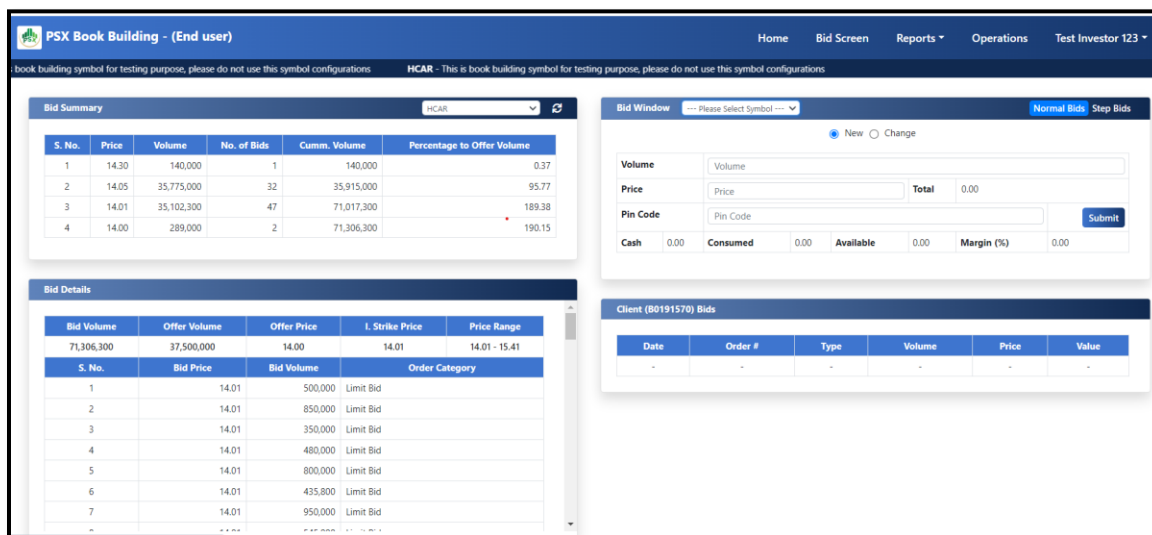 PSX PSX Book Building - (End user) Home Bid Screen Reports Operations Test Investor 123
book building symbol for testing purpose, please do not use this symbol configurations HCAR - This is book building symbol for testing purpose, please do not use this symbol configurations
Bid Summary HCAR
S. No. Price Volume No. of Bids Cumm. Volume Percentage to Offer Volume
1 14.30 140,000 1 140,000 0.37
2 14.05 35,775,000 32 35,915,000 95.77
3 14.01 35,102,300 47 71,017,300 189.38
4 14.00 289,000 2 71,306,300 190.15
Bid Details
Bid Volume Offer Volume Offer Price I. Strike Price Price Range
71,306,300 37,500,000 14.00 14.01 14.01 - 15.41
S. No. Bid Price Bid Volume Order Category
1 14.01 500,000 Limit Bid
2 14.01 850,000 Limit Bid
3 14.01 350,000 Limit Bid
4 14.01 480,000 Limit Bid
5 14.01 800,000 Limit Bid
6 14.01 435,800 Limit Bid
7 14.01 950,000 Limit Bid
Bid Window --- Please Select Symbol --- Normal Bids Step Bids
New Change
Volume Volume
Price Price Total 0.00
Pin Code Pin Code Submit
Cash 0.00 Consumed 0.00 Available 0.00 Margin (%) 0.00
Client (B0191570) Bids
Date Order # Type Volume Price Value
- - - - - -